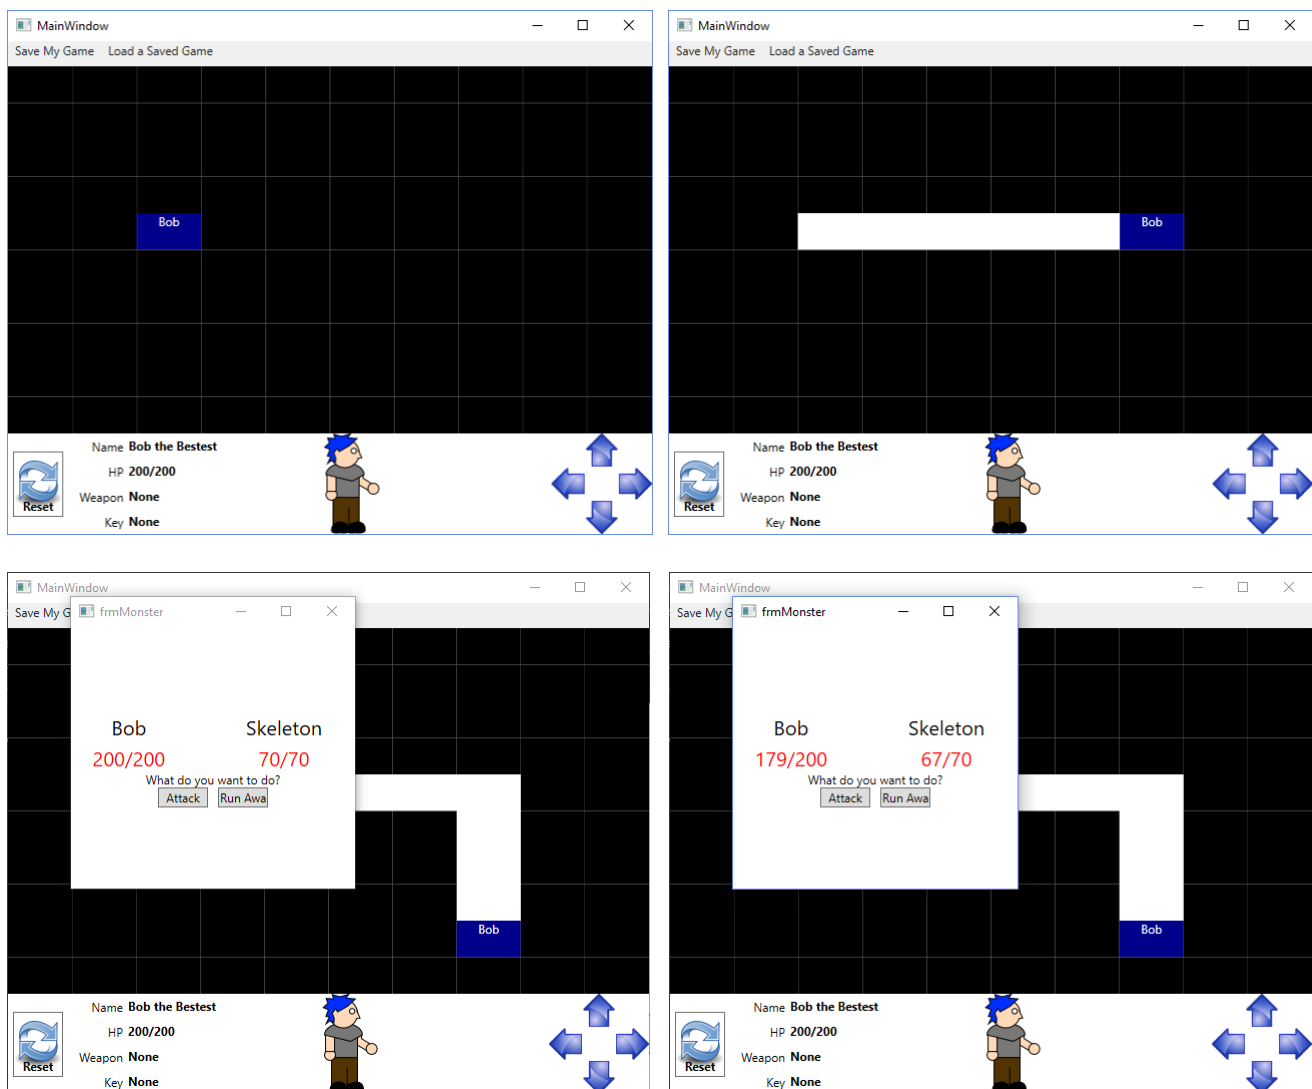 MainWindow
Save My Game Load a Saved Game
Bob
Name Bob the Bestest
HP 200/200
Weapon None
Key None
Reset
MainWindow
Save My Game Load a Saved Game
Bob
Name Bob the Bestest
HP 200/200
Weapon None
Key None
Reset
MainWindow
Save My G
frmMonster
Bob Skeleton
200/200 70/70
What do you want to do?
Attack Run Awa
Bob
Name Bob the Bestest
HP 200/200
Weapon None
Key None
Reset
MainWindow
Save My G
frmMonster
Bob Skeleton
179/200 67/70
What do you want to do?
Attack Run Awa
Bob
Name Bob the Bestest
HP 200/200
Weapon None
Key None
Reset